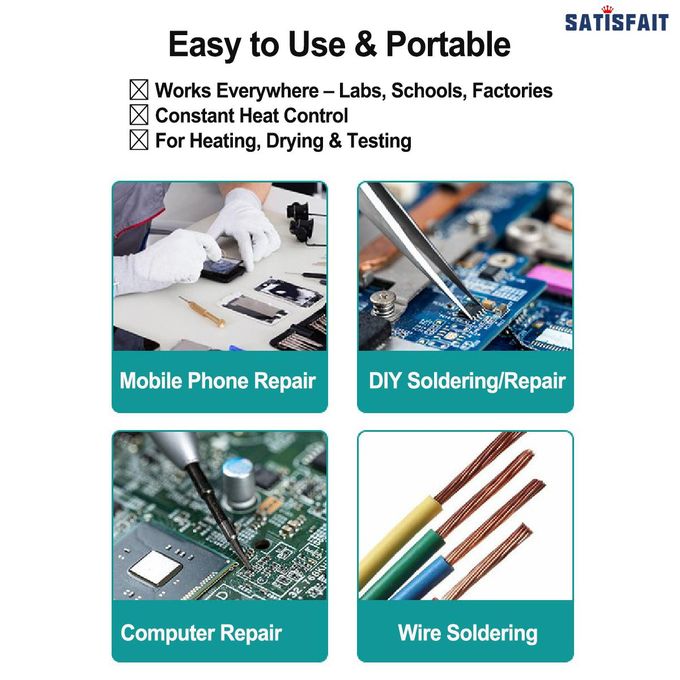 SATISFAIT
Easy to Use & Portable
☒ Works Everywhere – Labs, Schools, Factories
☒ Constant Heat Control
☒ For Heating, Drying & Testing
Mobile Phone Repair
DIY Soldering/Repair
Computer Repair
Wire Soldering